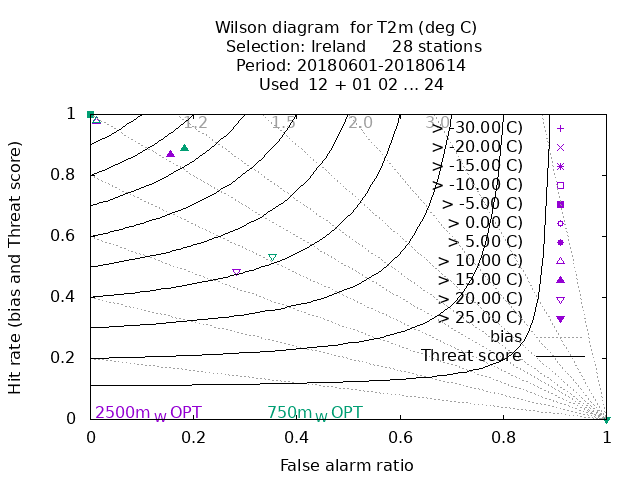 Wilson diagram  for T2m (deg C)
Selection: Ireland     28 stations
Period: 20180601-20180614
Used  12 + 01 02 ... 24
Hit rate (bias and Threat score)
1
0.8
0.6
0.4
0.2
0
1.2
1.5
2.0
3.0
> -30.00 C)
> -20.00 C)
> -15.00 C)
> -10.00 C)
> -5.00 C)
> 0.00 C)
> 5.00 C)
> 10.00 C)
> 15.00 C)
> 20.00 C)
> 25.00 C)
bias
Threat score
2500m W OPT 750m W OPT
0 0.2 0.4 0.6 0.8 1
False alarm ratio